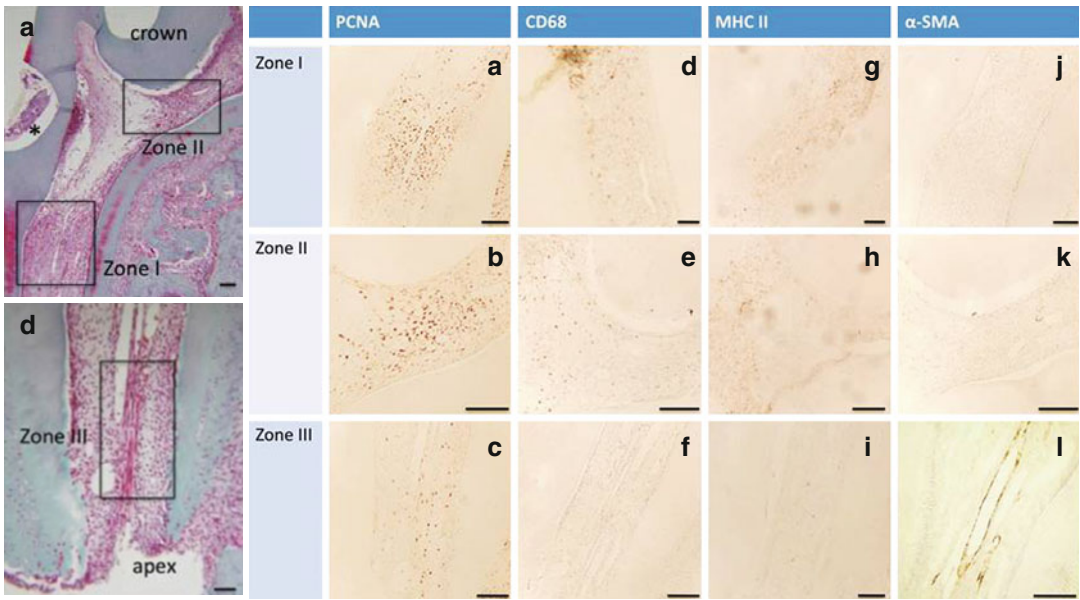 a
crown
*
Zone II
Zone I
d
Zone III
apex
PCNA CD68 MHC II α-SMA
Zone I
a d g j
Zone II
b e h k
Zone III
c f i l